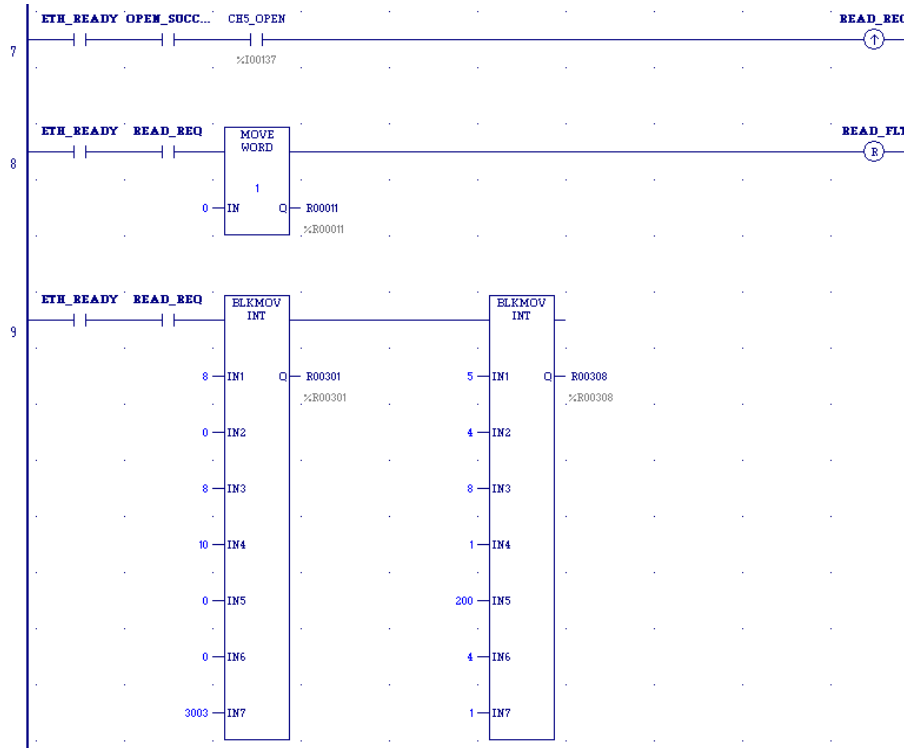 ETH_READY OPEN_SUCC... CH5_OPEN READ_REQ
7
%I00137
ETH_READY READ_REQ MOVE READ_FLT
WORD
8
R
1
0 IN Q R00011
%R00011
ETH_READY READ_REQ BLKMOV BLKMOV
INT INT
9
8 IN1 Q R00301 5 IN1 Q R00308
%R00301 %R00308
0 IN2 4 IN2
8 IN3 8 IN3
10 IN4 1 IN4
0 IN5 200 IN5
0 IN6 4 IN6
3003 IN7 1 IN7